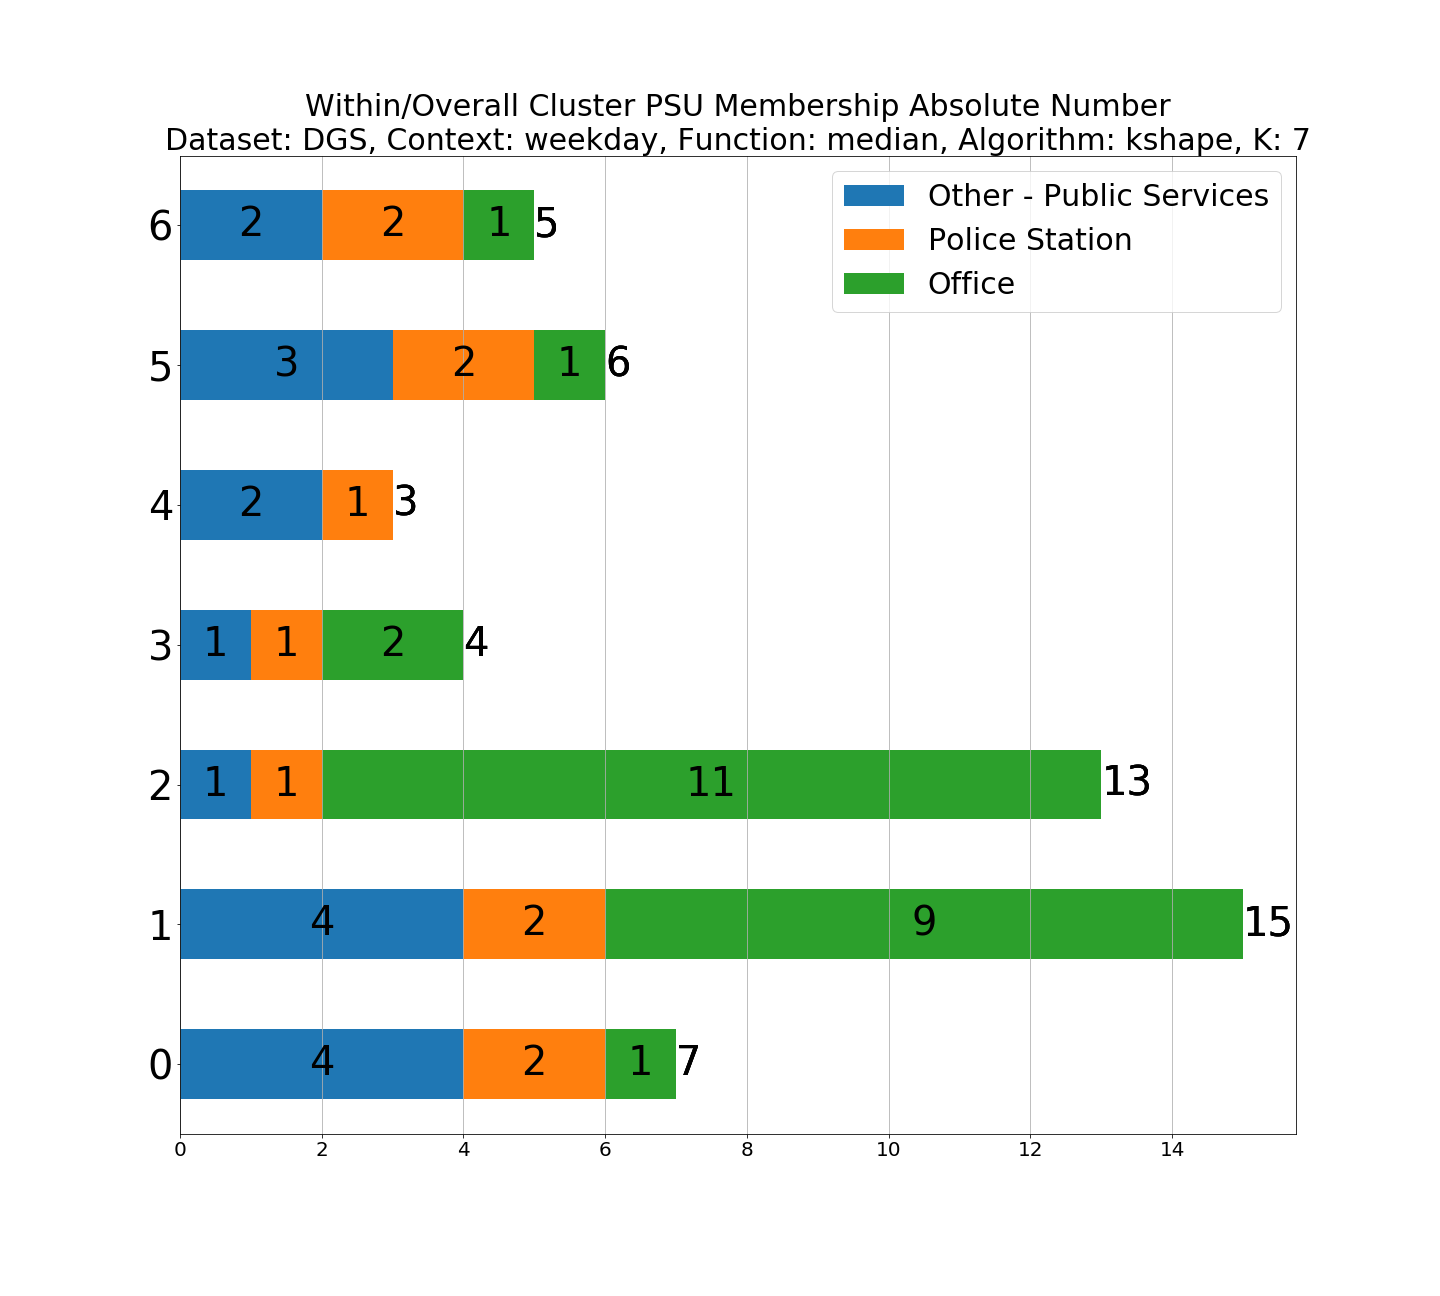 Within/Overall Cluster PSU Membership Absolute Number
Dataset: DGS, Context: weekday, Function: median, Algorithm: kshape, K: 7
Other - Public Services
Police Station
Office
6 2 2 1 5
5 3 2 1 6
4 2 1 3
3 1 1 2 4
2 1 1 11 13
1 4 2 9 15
0 4 2 1 7
0 2 4 6 8 10 12 14